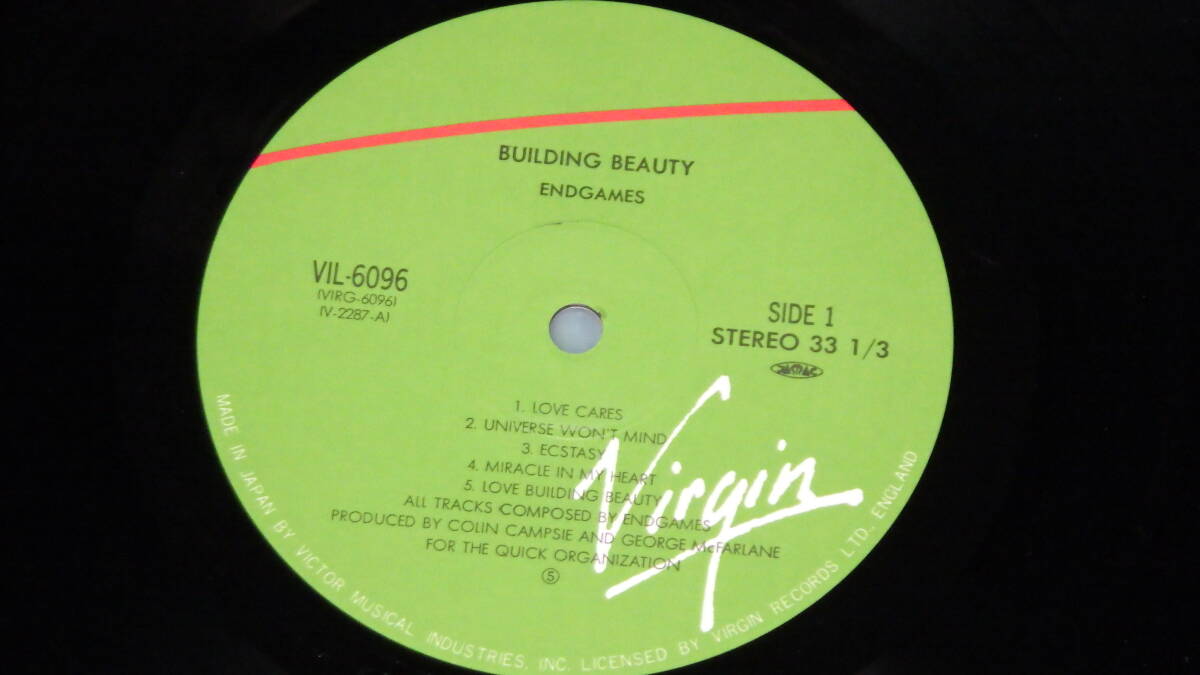 BUILDING BEAUTY
ENDGAMES
VIL-6096
(VIRG-6096)
(V-2287-A)
SIDE 1
STEREO 33 1/3
1. LOVE CARES
2. UNIVERSE WON'T MIND
3. ECSTASY
4. MIRACLE IN MY HEART
5. LOVE BUILDING BEAUTY
ALL TRACKS COMPOSED BY ENDGAMES
PRODUCED BY COLIN CAMPSIE AND GEORGE McFARLANE
FOR THE QUICK ORGANIZATION
Ⓢ
Virgin
MADE IN JAPAN BY VICTOR MUSICAL INDUSTRIES, INC. LICENSED BY VIRGIN RECORDS LTD., ENGLAND